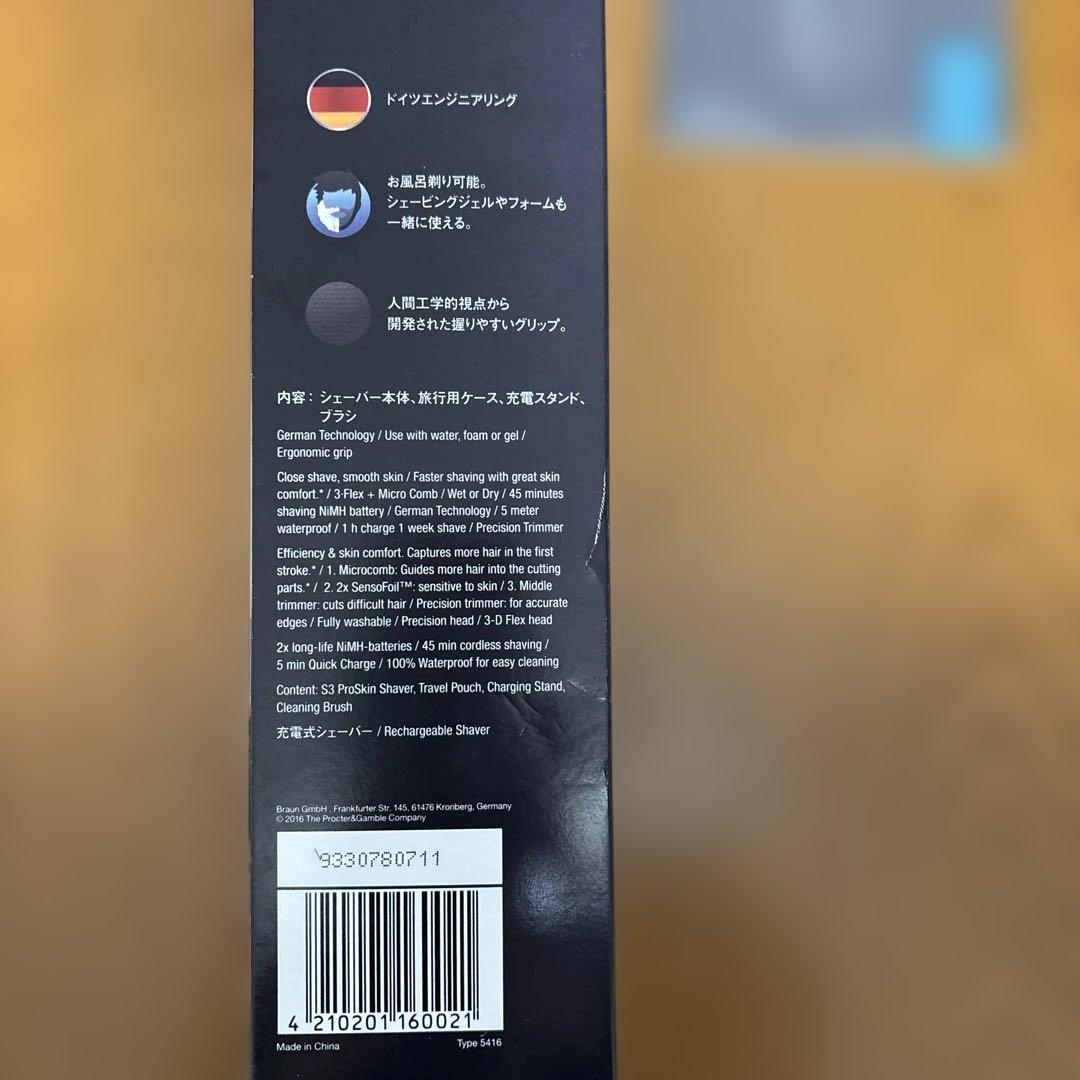 ドイツエンジニアリング
お風呂剃り可能。
シェービングジェルやフォームも
一緒に使える。
人間工学的視点から
開発された握りやすいグリップ。
内容： シェーバー本体、旅行用ケース、充電スタンド、
ブラシ
German Technology / Use with water, foam or gel /
Ergonomic grip
Close shave, smooth skin / Faster shaving with great skin
comfort.* / 3-Flex + Micro Comb / Wet or Dry / 45 minutes
shaving NiMH battery / German Technology / 5 meter
waterproof / 1 h charge 1 week shave / Precision Trimmer
Efficiency & skin comfort. Captures more hair in the first
stroke.* / 1. Microcomb: Guides more hair into the cutting
parts.* / 2. 2x SensoFoil™: sensitive to skin / 3. Middle
trimmer: cuts difficult hair / Precision trimmer: for accurate
edges / Fully washable / Precision head / 3-D Flex head
2x long-life NiMH-batteries / 45 min cordless shaving /
5 min Quick Charge / 100% Waterproof for easy cleaning
Content: S3 ProSkin Shaver, Travel Pouch, Charging Stand,
Cleaning Brush
充電式シェーバー / Rechargeable Shaver
Braun GmbH , Frankfurter Str. 145, 61476 Kronberg, Germany
© 2016 The Procter&Gamble Company
9330780711
4 210201 160021
Made in China Type 5416